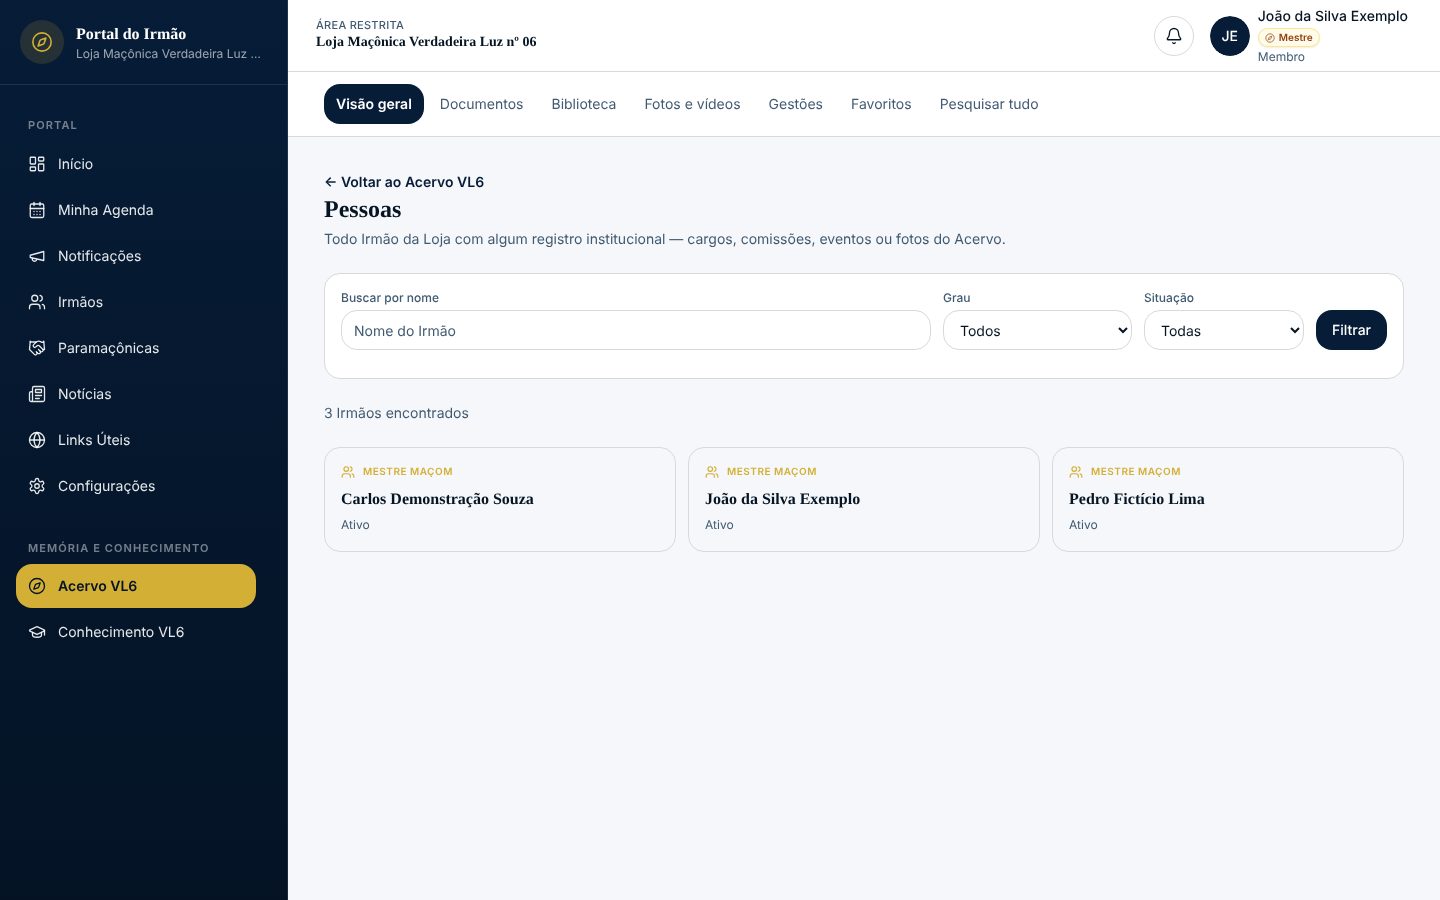 Portal do Irmão
Loja Maçônica Verdadeira Luz ...
PORTAL
Início
Minha Agenda
Notificações
Irmãos
Paramaçônicas
Notícias
Links Úteis
Configurações
MEMÓRIA E CONHECIMENTO
Acervo VL6
Conhecimento VL6
ÁREA RESTRITA
Loja Maçônica Verdadeira Luz nº 06
JE
João da Silva Exemplo
Mestre
Membro
Visão geral Documentos Biblioteca Fotos e vídeos Gestões Favoritos Pesquisar tudo
← Voltar ao Acervo VL6
Pessoas
Todo Irmão da Loja com algum registro institucional — cargos, comissões, eventos ou fotos do Acervo.
Buscar por nome Grau Situação
Nome do Irmão Todos Todas Filtrar
3 Irmãos encontrados
MESTRE MAÇOM
Carlos Demonstração Souza
Ativo
MESTRE MAÇOM
João da Silva Exemplo
Ativo
MESTRE MAÇOM
Pedro Fictício Lima
Ativo